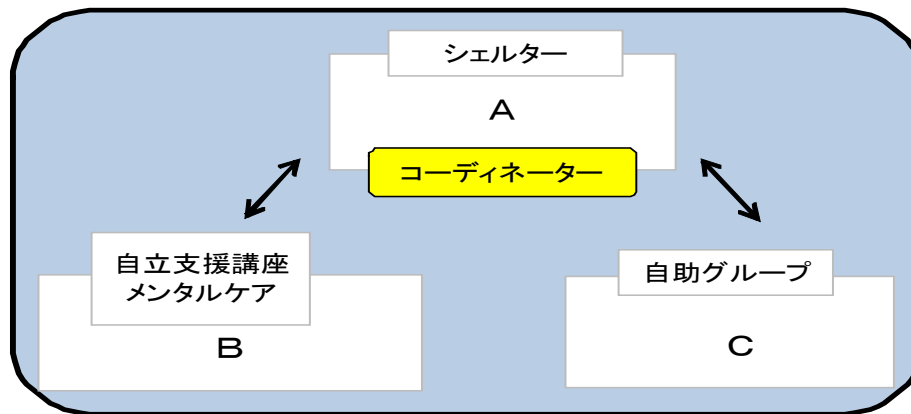 シェルター
A
コーディネーター
自立支援講座
メンタルケア
B
自助グループ
C